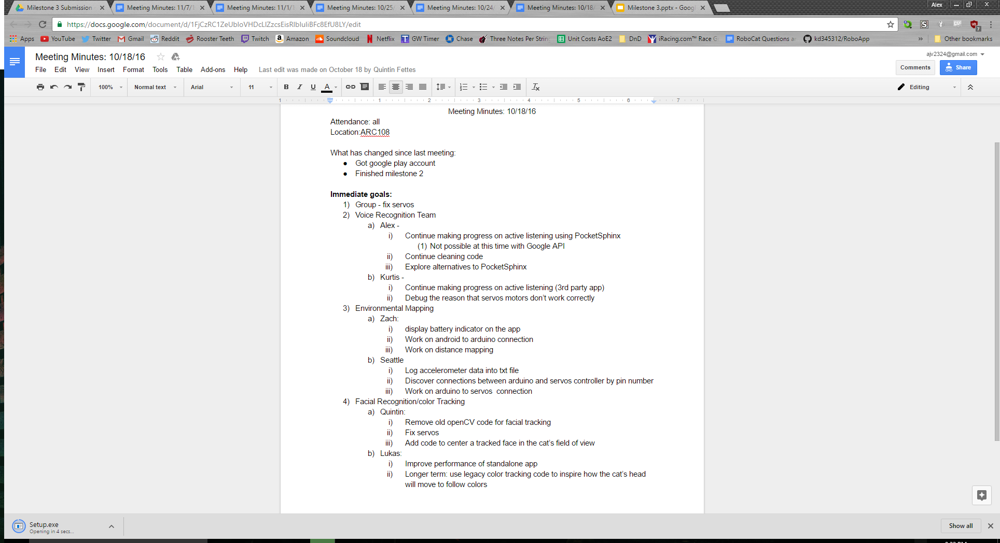 Milestone 3 Submission
Meeting Minutes: 11/7/1
Meeting Minutes: 11/1/1
Meeting Minutes: 10/25/
Meeting Minutes: 10/24/
Meeting Minutes: 10/18/
Milestone 3.pptx - Goog
Alex
https://docs.google.com/document/d/1FjCzRC1ZeUbIoVHDcLIZzcsEisRIbIuliBFc8EfU8LY/edit
Apps YouTube Twitter Gmail Reddit Rooster Teeth Twitch Amazon Soundcloud Netflix GW Timer Chase Three Notes Per String Unit Costs AoE2 DnD iRacing.com™ Race G RoboCat Questions a kd345312/RoboApp » Other bookmarks
Meeting Minutes: 10/18/16
ajv2324@gmail.com
File Edit View Insert Format Tools Table Add-ons Help Last edit was made on October 18 by Quintin Fettes
Comments Share
100% Normal text Arial 11 B I U A Editing
1 1 2 3 4 5 6 7
Meeting Minutes: 10/18/16
Attendance: all
Location:ARC108
What has changed since last meeting:
● Got google play account
● Finished milestone 2
Immediate goals:
1) Group - fix servos
2) Voice Recognition Team
a) Alex -
i) Continue making progress on active listening using PocketSphinx
(1) Not possible at this time with Google API
ii) Continue cleaning code
iii) Explore alternatives to PocketSphinx
b) Kurtis -
i) Continue making progress on active listening (3rd party app)
ii) Debug the reason that servos motors don't work correctly
3) Environmental Mapping
a) Zach:
i) display battery indicator on the app
ii) Work on android to arduino connection
iii) Work on distance mapping
b) Seattle
i) Log accelerometer data into txt file
ii) Discover connections between arduino and servos controller by pin number
iii) Work on arduino to servos  connection
4) Facial Recognition/color Tracking
a) Quintin:
i) Remove old openCV code for facial tracking
ii) Fix servos
iii) Add code to center a tracked face in the cat's field of view
b) Lukas:
i) Improve performance of standalone app
ii) Longer term: use legacy color tracking code to inspire how the cat's head
will move to follow colors
Setup.exe
Opening in 4 secs...
Show all